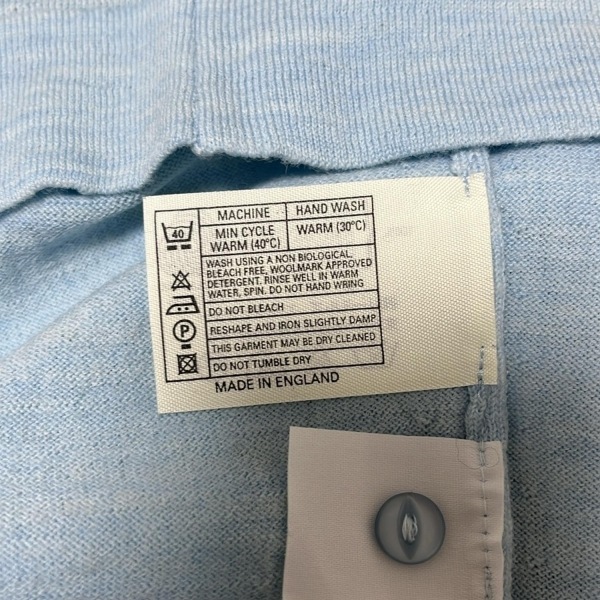 40
MACHINE HAND WASH
MIN CYCLE WARM (30°C)
WARM (40°C)
WASH USING A NON BIOLOGICAL,
BLEACH FREE, WOOLMARK APPROVED
DETERGENT. RINSE WELL IN WARM
WATER, SPIN. DO NOT HAND WRING
DO NOT BLEACH
RESHAPE AND IRON SLIGHTLY DAMP
P
THIS GARMENT MAY BE DRY CLEANED
DO NOT TUMBLE DRY
MADE IN ENGLAND